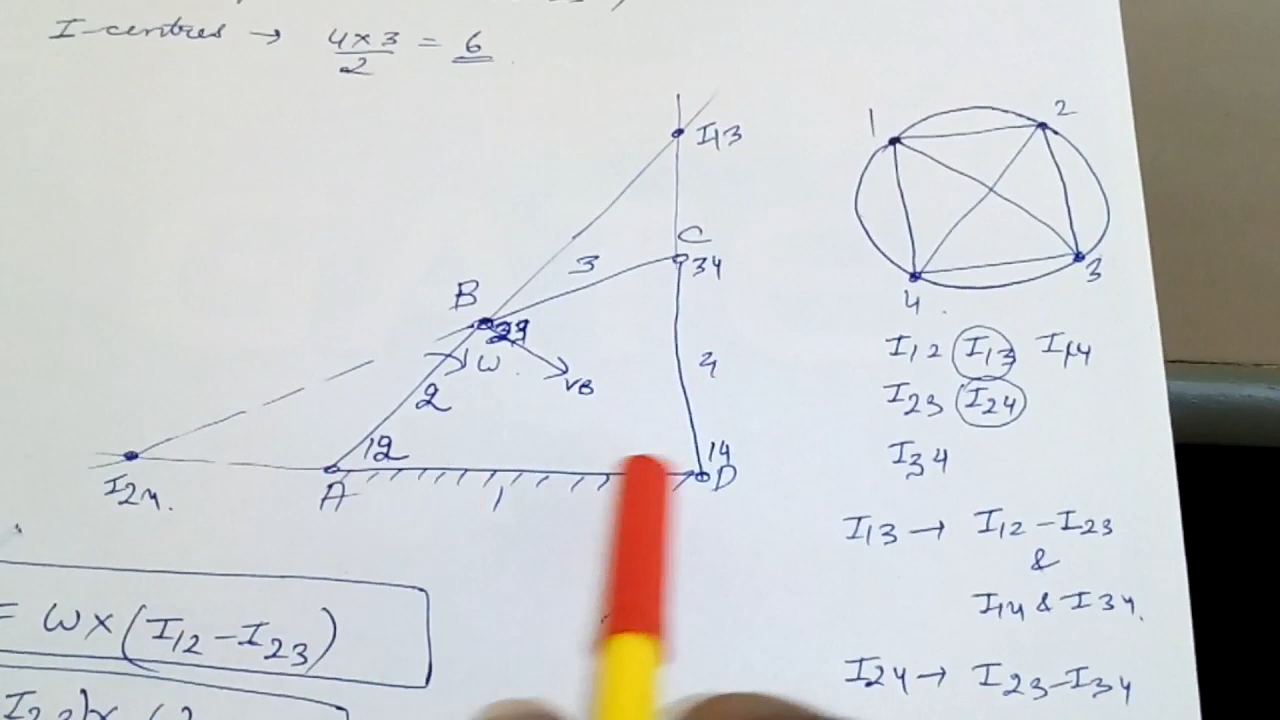 I-centres → 4×3/2 = 6
I13
C
34
3
B
23
ω
VB
2
4
12
14
I24.
A
1
D
= ω×(I12-I23)
1
2
3
4.
I12 I13 I14
I23 I24
I34
I13 → I12-I23
&
I14 & I34.
I24 → I23-I34